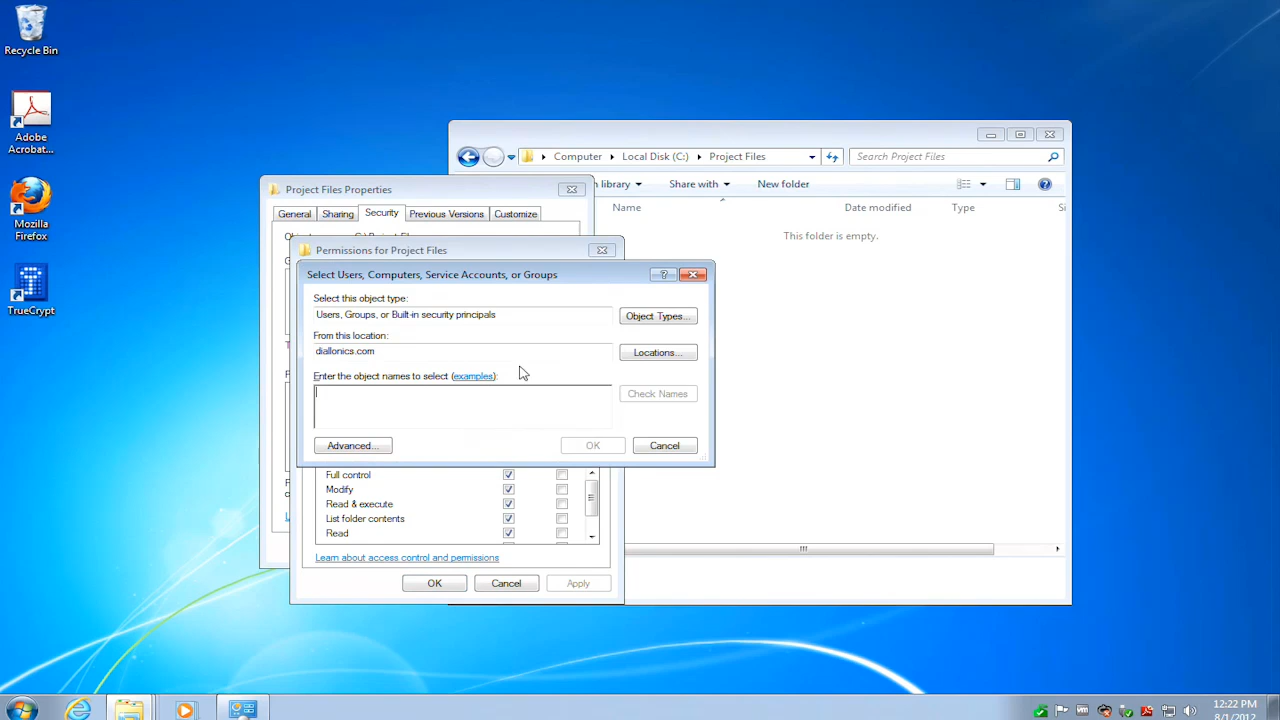 Recycle Bin
Adobe
Acrobat...
Mozilla
Firefox
TrueCrypt
Computer
Local Disk (C:)
Project Files
Search Project Files
library
Share with
New folder
Name
Date modified
Type
This folder is empty.
Project Files Properties
General
Sharing
Security
Previous Versions
Customize
Permissions for Project Files
Select Users, Computers, Service Accounts, or Groups
Select this object type:
Users, Groups, or Built-in security principals
Object Types...
From this location:
diallonics.com
Locations...
Enter the object names to select (examples):
Check Names
Advanced...
OK
Cancel
Full control
Modify
Read & execute
List folder contents
Read
Learn about access control and permissions
OK
Cancel
Apply
12:22 PM
8/1/2012